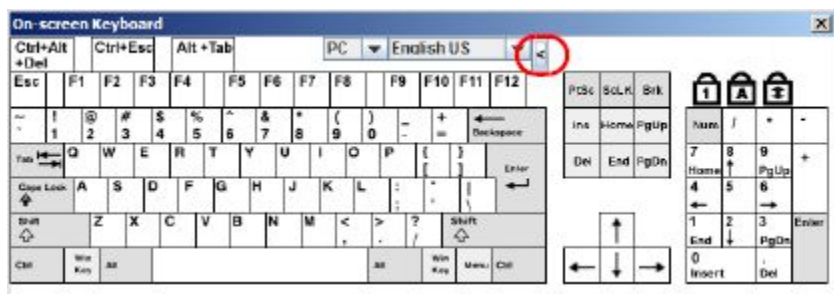 On-screen Keyboard
Ctrl+Alt +Del Ctrl+Esc Alt +Tab PC English US <
Esc F1 F2 F3 F4 F5 F6 F7 F8 F9 F10 F11 F12 PtSc ScLK Brk 1 A
~ ! @ # $ % ^ & * ( ) _ + Backspace
` 1 2 3 4 5 6 7 8 9 0 - =
Ins Home PgUp Num / * -
Tab Q W E R T Y U I O P { } Enter
[ ]
Del End PgDn 7 Home 8 9 PgUp +
Caps Lock A S D F G H J K L : " |
; ' \
4 5 6
Shift Z X C V B N M < > ? Shift
, . /
1 End 2 3 PgDn Enter
Ctrl Win Key Alt Alt Win Key Menu Ctrl
0 Insert . Del